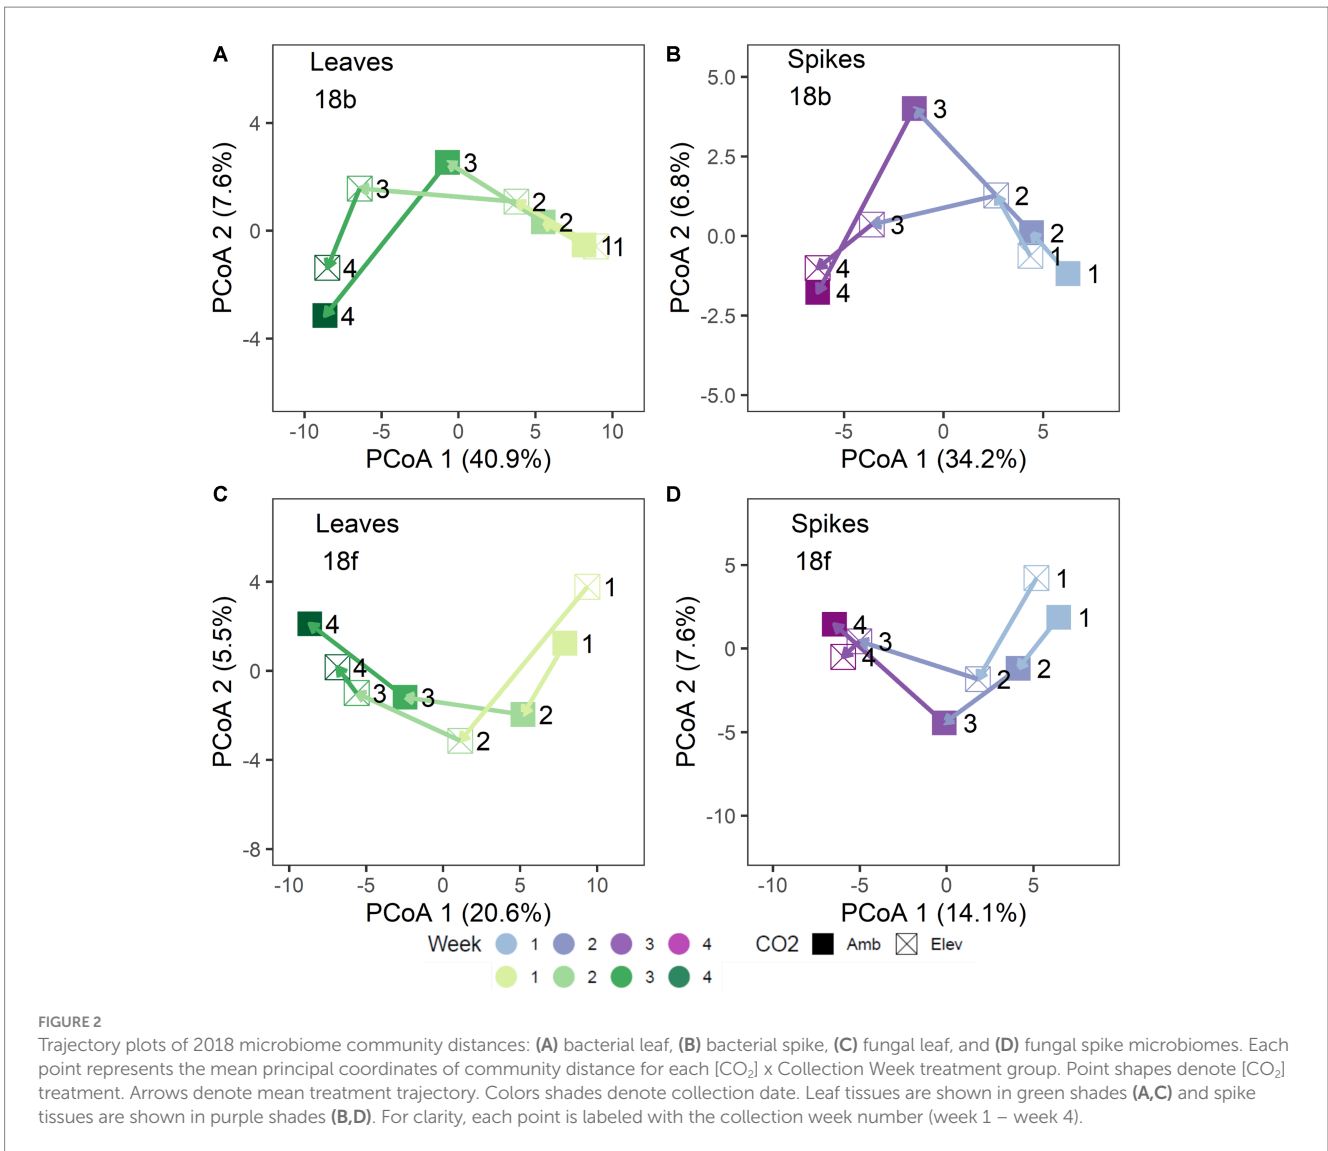 A
Leaves
18b
4
0
-4
PCoA 2 (7.6%)
3
3
2
2
11
4
4
-10
-5
0
5
10
PCoA 1 (40.9%)
B
Spikes
18b
5.0
2.5
0.0
-2.5
-5.0
PCoA 2 (6.8%)
3
2
3
2
1
1
4
4
-5
0
5
PCoA 1 (34.2%)
C
Leaves
18f
4
0
-4
-8
PCoA 2 (5.5%)
1
4
1
4
3
3
2
2
-10
-5
0
5
10
PCoA 1 (20.6%)
D
Spikes
18f
5
0
-5
-10
PCoA 2 (7.6%)
1
1
4
3
4
2
2
3
-10
-5
0
5
PCoA 1 (14.1%)
Week 1 2 3 4 CO2 Amb Elev
1 2 3 4
FIGURE 2
Trajectory plots of 2018 microbiome community distances: (A) bacterial leaf, (B) bacterial spike, (C) fungal leaf, and (D) fungal spike microbiomes. Each
point represents the mean principal coordinates of community distance for each [CO₂] x Collection Week treatment group. Point shapes denote [CO₂]
treatment. Arrows denote mean treatment trajectory. Colors shades denote collection date. Leaf tissues are shown in green shades (A,C) and spike
tissues are shown in purple shades (B,D). For clarity, each point is labeled with the collection week number (week 1 – week 4).